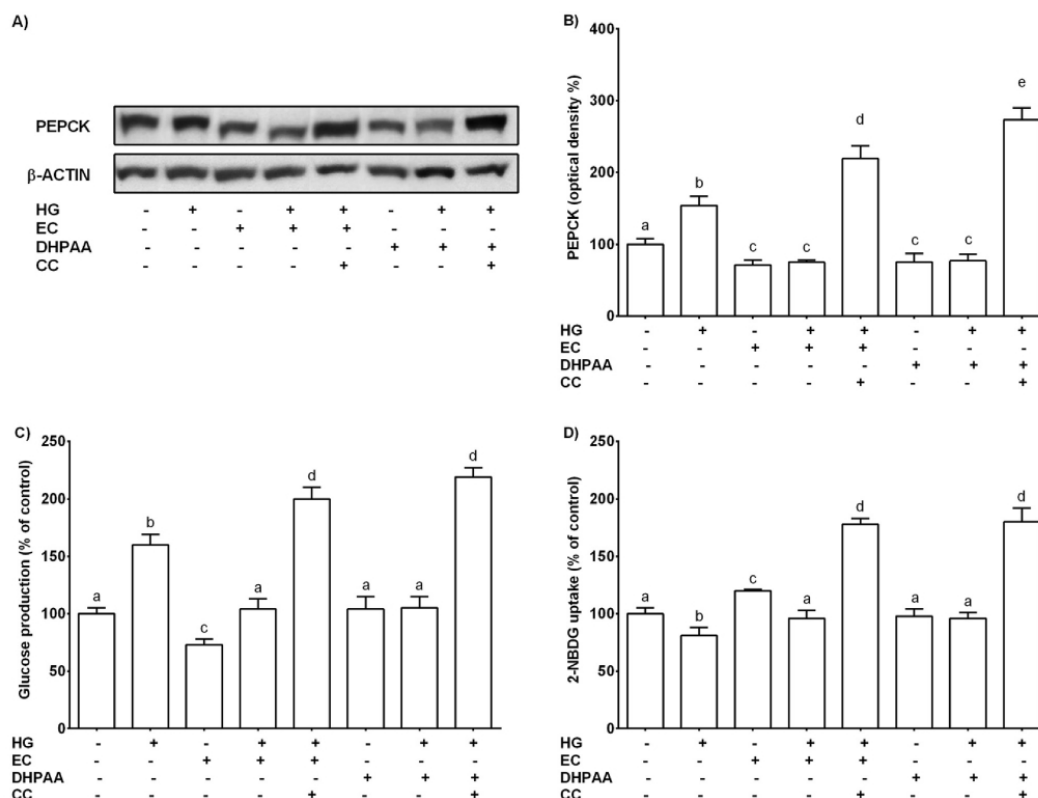 A)
PEPCK
β-ACTIN
HG - + - + + - + +
EC - - + + + - - -
DHPAA - - - - - + + +
CC - - - - + - - +
B)
PEPCK (optical density %)
400
300
200
100
0
a b c c d c c e
HG - + - + + - + +
EC - - + + + - - -
DHPAA - - - - - + + +
CC - - - - + - - +
C)
Glucose production (% of control)
250
200
150
100
50
0
a b c a d a a d
HG - + - + + - + +
EC - - + + + - - -
DHPAA - - - - - + + +
CC - - - - + - - +
D)
2-NBDG uptake (% of control)
250
200
150
100
50
0
a b c a d a a d
HG - + - + + - + +
EC - - + + + - - -
DHPAA - - - - - + + +
CC - - - - + - - +